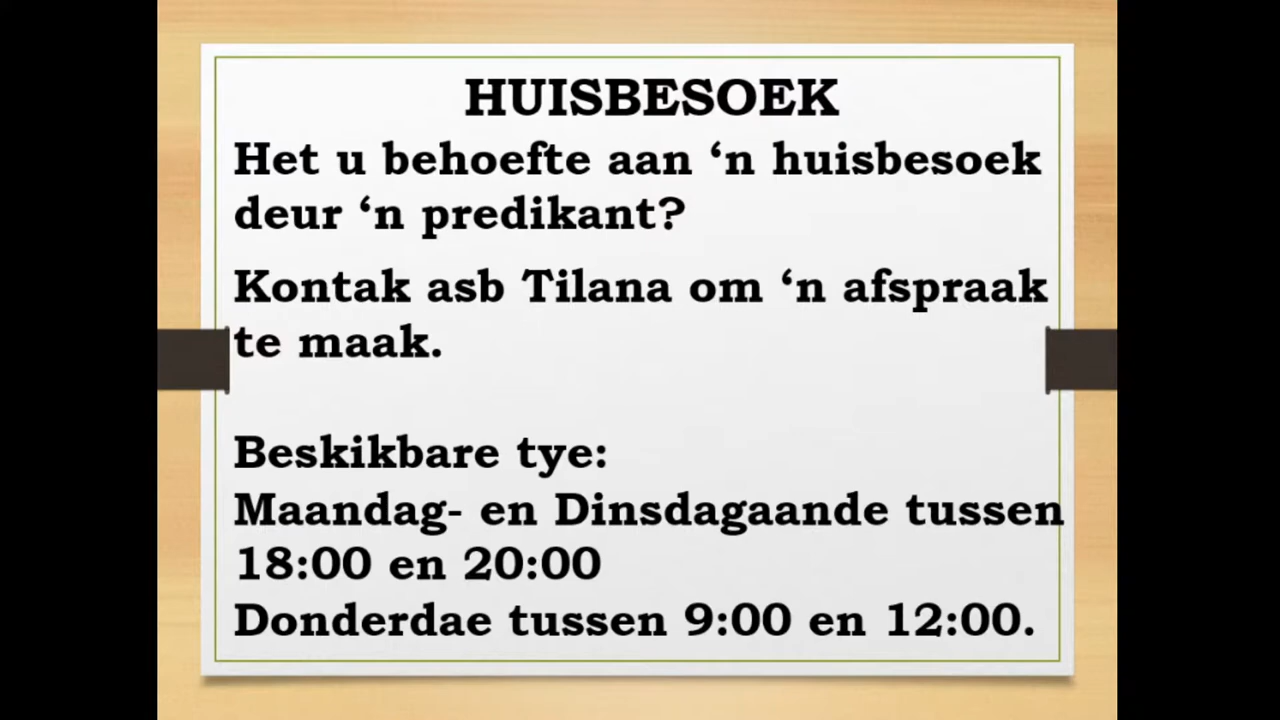 HUISBESOEK
Het u behoefte aan ‘n huisbesoek
deur ‘n predikant?
Kontak asb Tilana om ‘n afspraak
te maak.
Beskikbare tye:
Maandag- en Dinsdagaande tussen
18:00 en 20:00
Donderdae tussen 9:00 en 12:00.